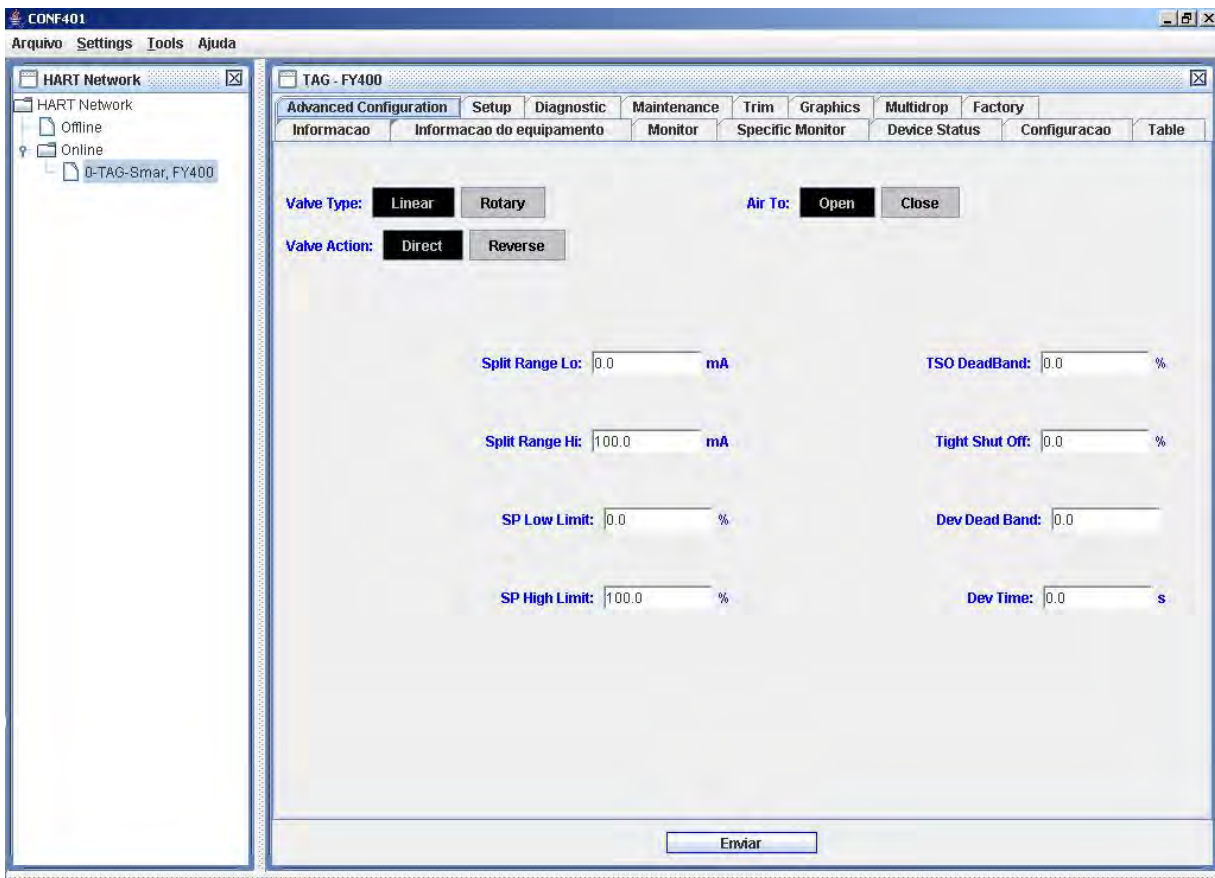 CONF401
Arquivo Settings Tools Ajuda
HART Network
HART Network
Offline
Online
0-TAG-Smar, FY400
TAG - FY400
Advanced Configuration Setup Diagnostic Maintenance Trim Graphics Multidrop Factory
Informacao Informacao do equipamento Monitor Specific Monitor Device Status Configuracao Table
Valve Type: Linear Rotary Air To: Open Close
Valve Action: Direct Reverse
Split Range Lo: 0.0 mA TSO DeadBand: 0.0 %
Split Range Hi: 100.0 mA Tight Shut Off: 0.0 %
SP Low Limit: 0.0 % Dev Dead Band: 0.0
SP High Limit: 100.0 % Dev Time: 0.0 s
Enviar